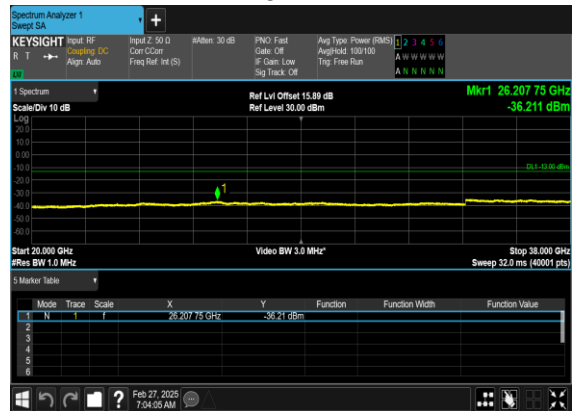 Spectrum Analyzer 1
Swept SA
+
KEYSIGHT Input: RF Input Z: 50 Ω #Atten: 30 dB PNO: Fast Avg Type: Power (RMS) 1 2 3 4 5 6
R T Coupling: DC Corr CCorr Gate: Off Avg|Hold: 100/100 A W W W W W
Align: Auto Freq Ref: Int (S) IF Gain: Low Trig: Free Run
LW Sig Track: Off A N N N N N
1 Spectrum Ref Lvl Offset 15.89 dB Mkr1 26.207 75 GHz
Scale/Div 10 dB Ref Level 30.00 dBm -36.211 dBm
Log
20.0
10.0
0.00
-10.0 DL1 -13.00 dBm
-20.0
-30.0 1
-40.0
-50.0
-60.0
Start 20.000 GHz Video BW 3.0 MHz* Stop 38.000 GHz
#Res BW 1.0 MHz Sweep 32.0 ms (40001 pts)
5 Marker Table
Mode Trace Scale X Y Function Function Width Function Value
1 N 1 f 26.207 75 GHz -36.21 dBm
2
3
4
5
6
? Feb 27, 2025
7:04:05 AM